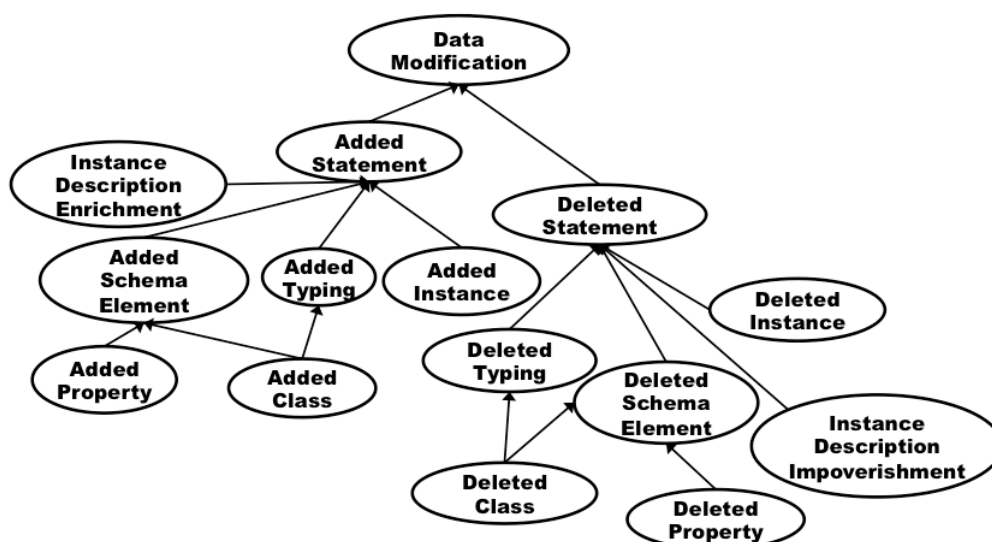 Data
Modification
Added
Statement
Instance
Description
Enrichment
Deleted
Statement
Added
Schema
Element
Added
Typing
Added
Instance
Deleted
Instance
Added
Property
Added
Class
Deleted
Typing
Deleted
Schema
Element
Instance
Description
Impoverishment
Deleted
Class
Deleted
Property